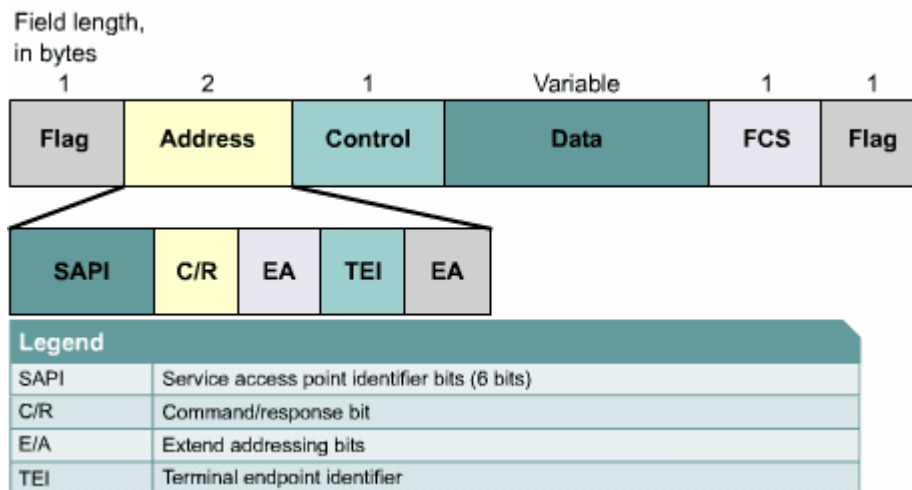 Field length,
in bytes
1 2 1 Variable 1 1
Flag Address Control Data FCS Flag
SAPI C/R EA TEI EA
Legend
SAPI Service access point identifier bits (6 bits)
C/R Command/response bit
E/A Extend addressing bits
TEI Terminal endpoint identifier